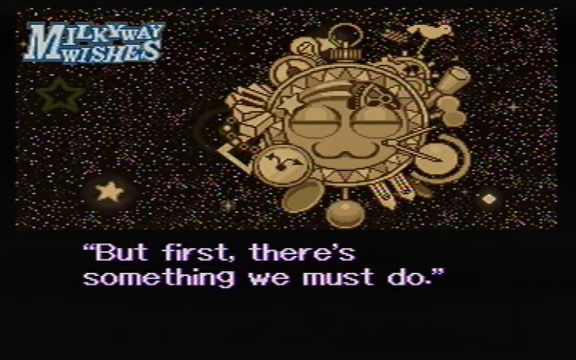 MILKYWAY
WISHES
“But first, there's
something we must do.”